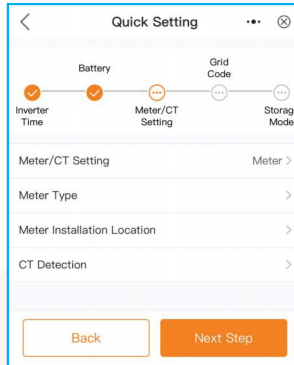 Quick Setting
Battery
Grid
Code
Inverter
Time
Meter/CT
Setting
Storag
Mode
Meter/CT Setting
Meter
Meter Type
Meter Installation Location
CT Detection
Back
Next Step